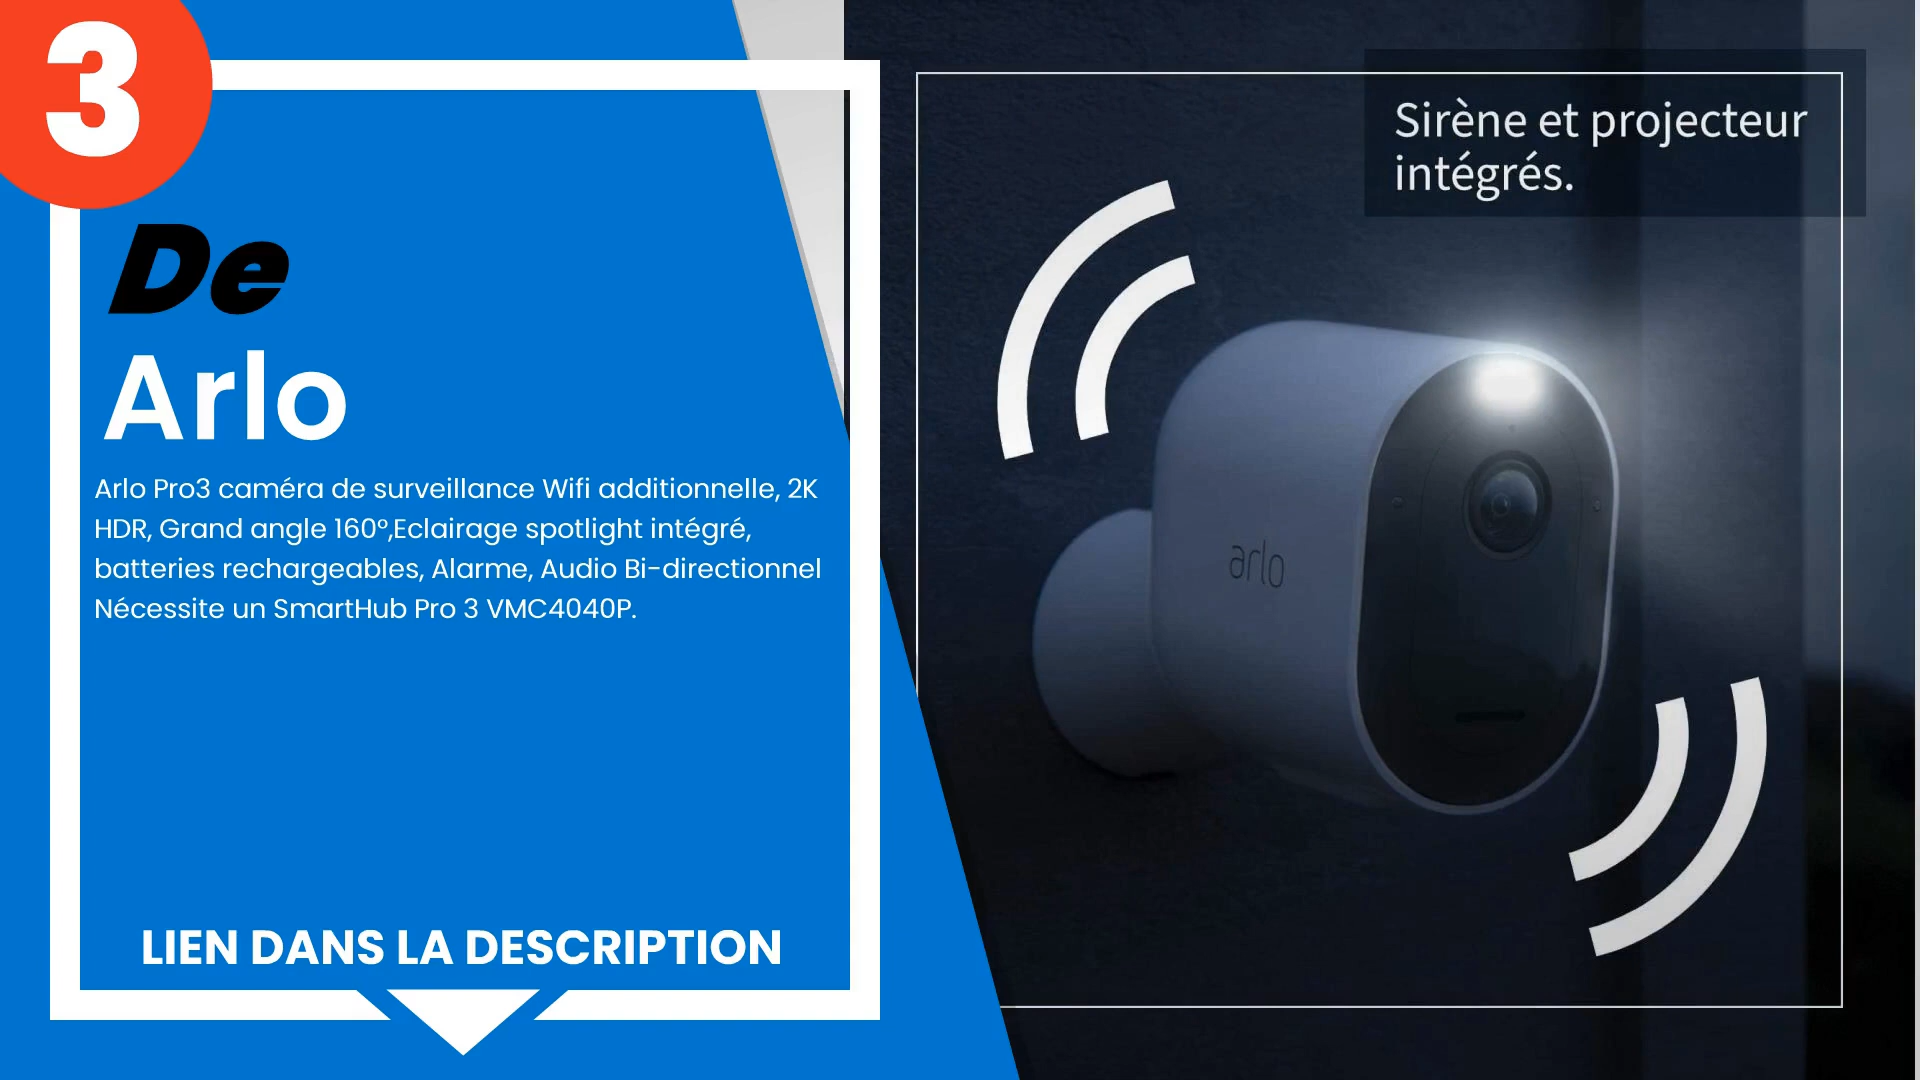 3
De
Arlo
Arlo Pro3 caméra de surveillance Wifi additionnelle, 2K
HDR, Grand angle 160°,Eclairage spotlight intégré,
batteries rechargeables, Alarme, Audio Bi-directionnel
Nécessite un SmartHub Pro 3 VMC4040P.
LIEN DANS LA DESCRIPTION
Sirène et projecteur
intégrés.
arlo